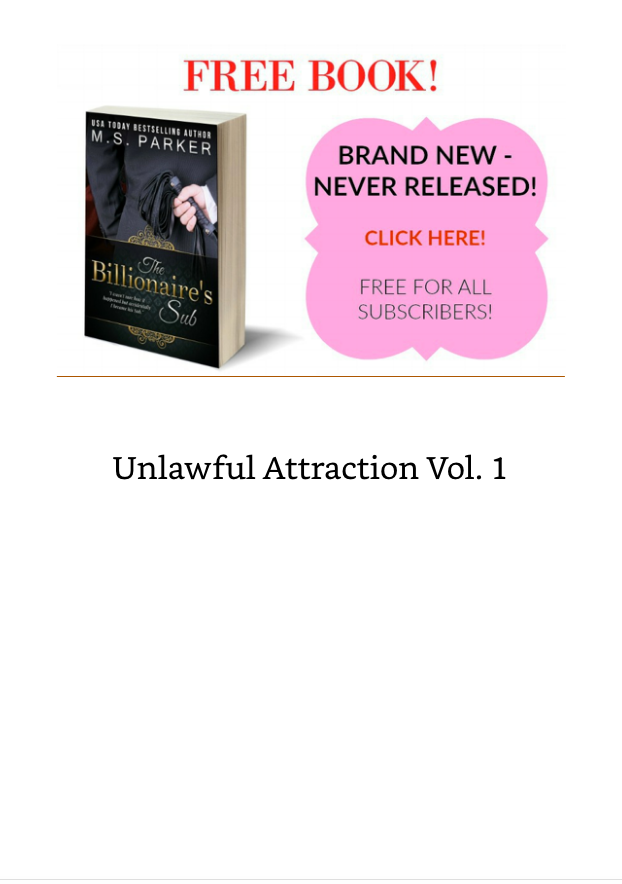 FREE BOOK!
USA TODAY BESTSELLING AUTHOR
M.S. PARKER
The
Billionaire's
Sub
BRAND NEW -
NEVER RELEASED!
CLICK HERE!
FREE FOR ALL
SUBSCRIBERS!
Unlawful Attraction Vol. 1